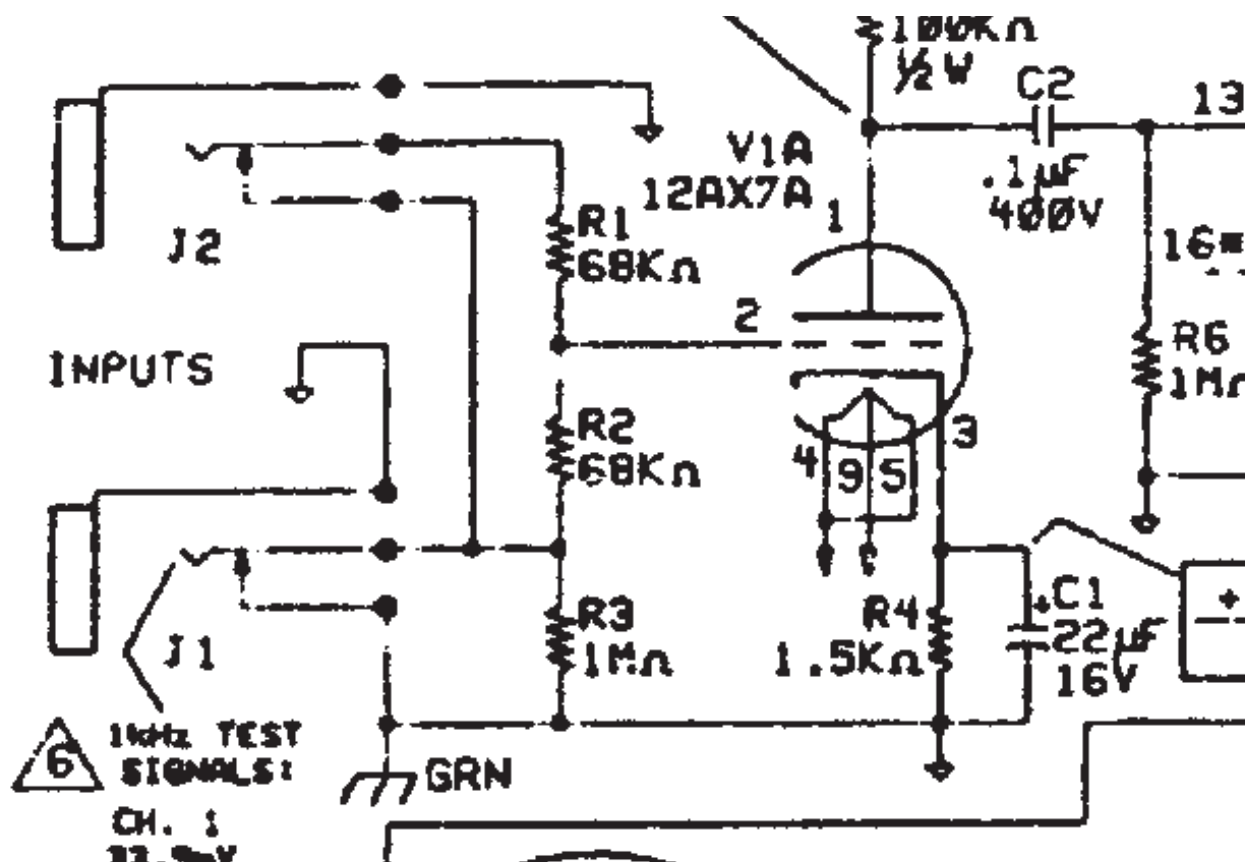 100KΩ
½ W
C2
13
V1A
12AX7A
.1µF
400V
1
J2
R1
68KΩ
2
INPUTS
R6
1MΩ
R2
68KΩ
3
4
9
5
J1
R3
1MΩ
R4
1.5KΩ
+
C1
22µF
16V
+
−
6
1kHz TEST
SIGNALS:
GRN
CH. 1